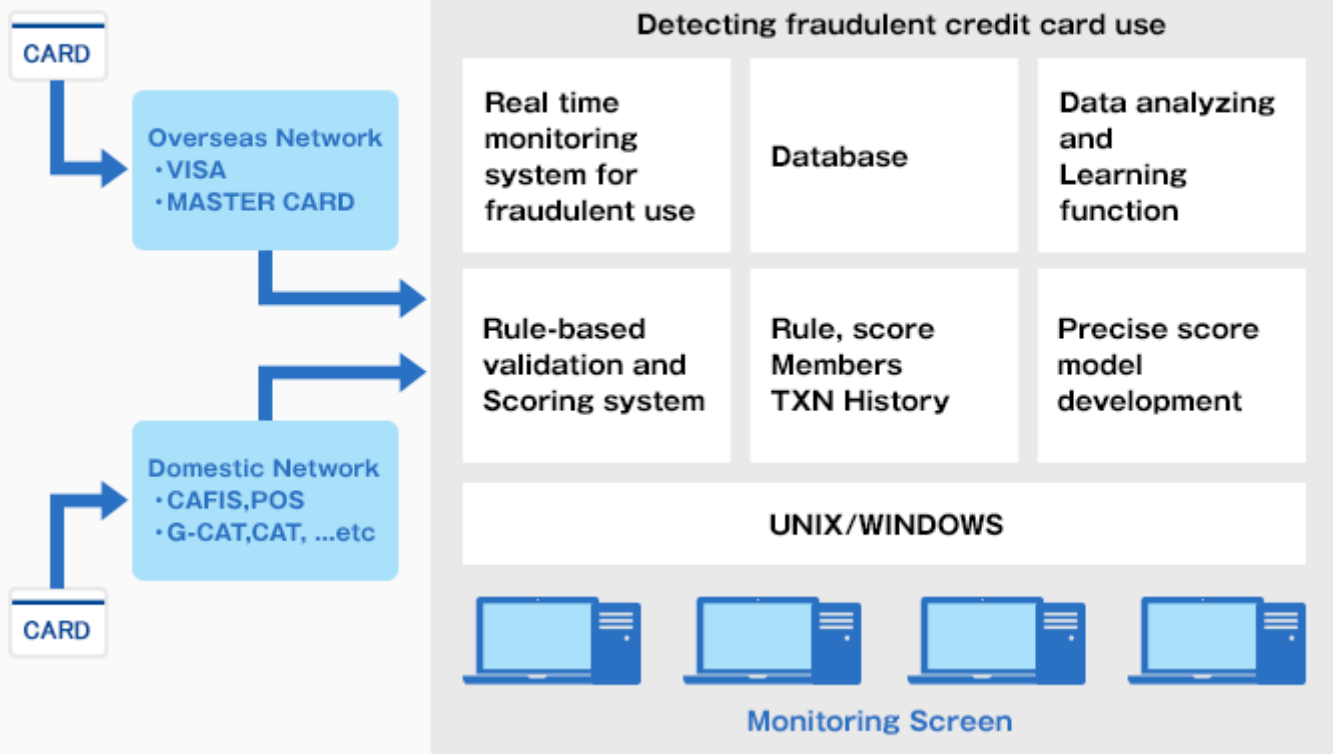 CARD
Overseas Network
・VISA
・MASTER CARD
Domestic Network
・CAFIS,POS
・G-CAT,CAT, ...etc
CARD
Detecting fraudulent credit card use
Real time
monitoring
system for
fraudulent use
Database
Data analyzing
and
Learning
function
Rule-based
validation and
Scoring system
Rule, score
Members
TXN History
Precise score
model
development
UNIX/WINDOWS
Monitoring Screen